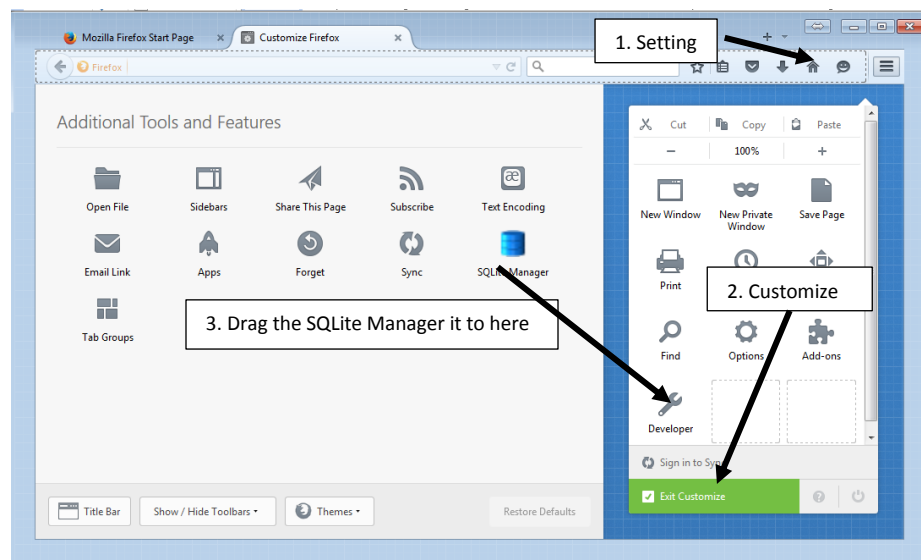 Mozilla Firefox Start Page
Customize Firefox
1. Setting
Firefox
Additional Tools and Features
Cut Copy Paste
100%
Open File Sidebars Share This Page Subscribe Text Encoding
New Window New Private Window Save Page
Email Link Apps Forget Sync SQLite Manager
Print
2. Customize
Tab Groups
3. Drag the SQLite Manager it to here
Find Options Add-ons
Developer
Sign in to Sync
Exit Customize
Title Bar Show / Hide Toolbars Themes Restore Defaults